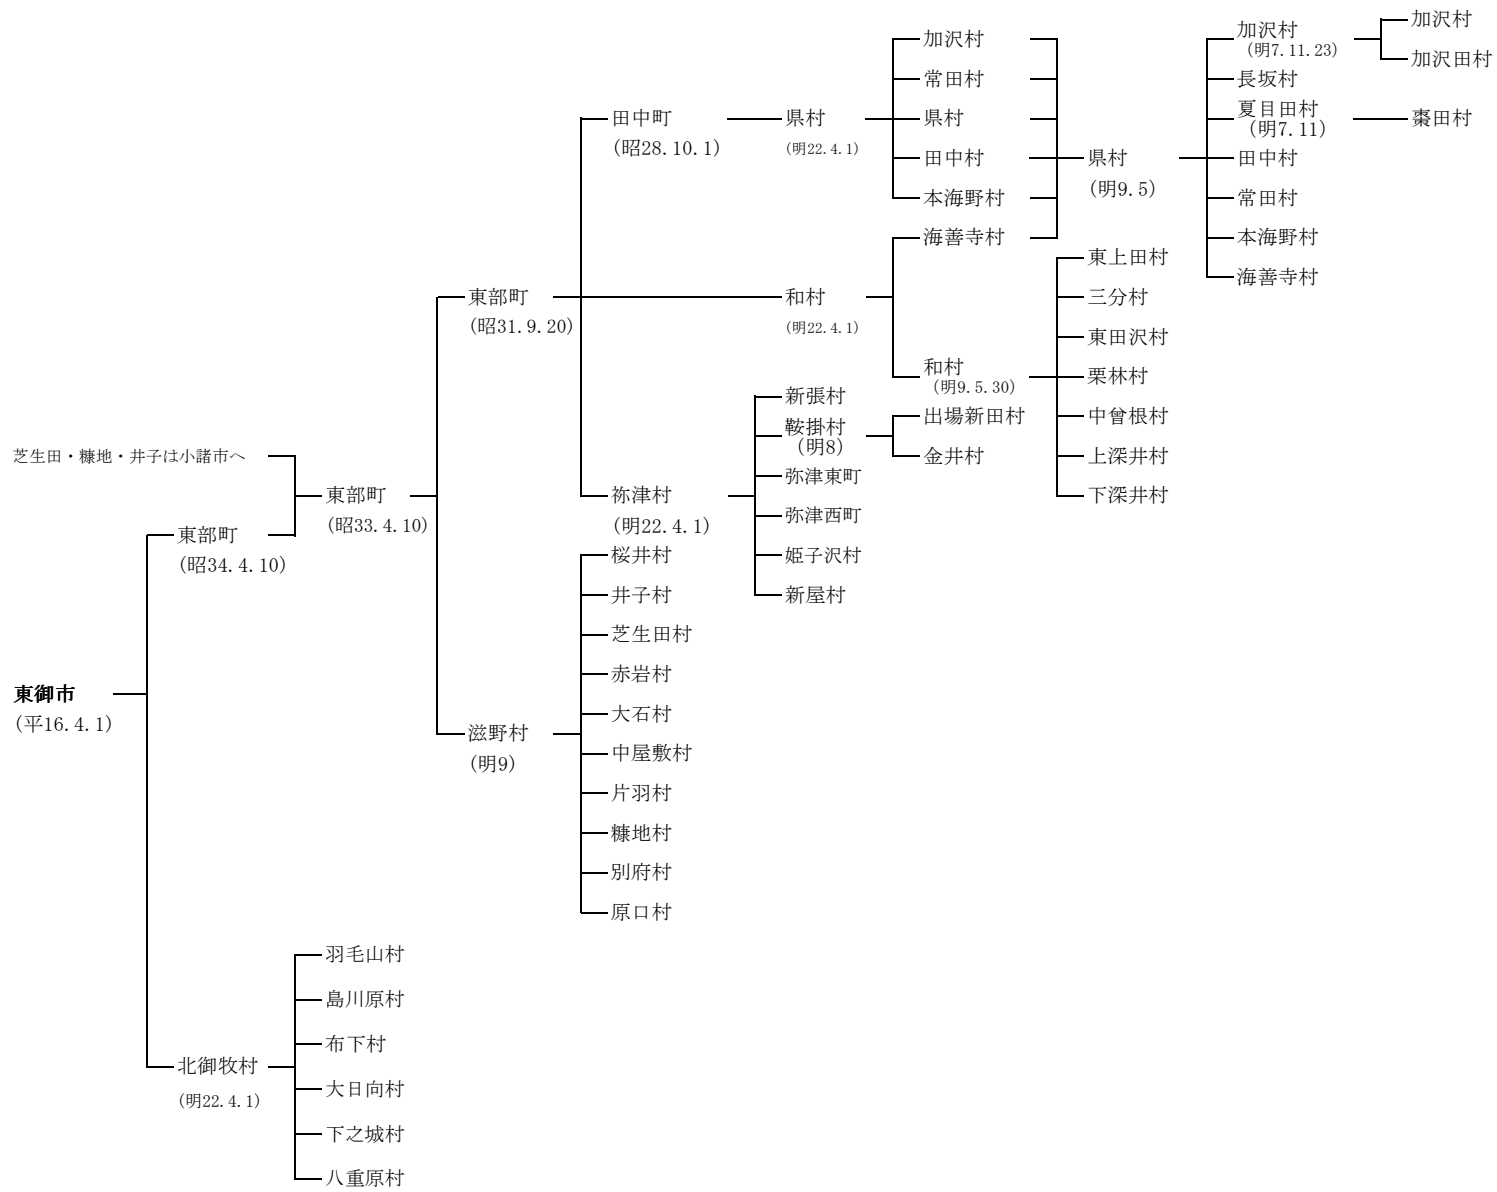 加沢村
加沢田村
加沢村
(明7.11.23)
長坂村
夏目田村
(明7.11)
棗田村
田中村
常田村
本海野村
海善寺村
加沢村
常田村
県村
田中村
本海野村
海善寺村
県村
(明9.5)
田中町
(昭28.10.1)
県村
(明22.4.1)
東部町
(昭31.9.20)
和村
(明22.4.1)
和村
(明9.5.30)
東上田村
三分村
東田沢村
栗林村
中曾根村
上深井村
下深井村
新張村
鞍掛村
(明8)
弥津東町
弥津西町
姫子沢村
新屋村
出場新田村
金井村
芝生田・糠地・井子は小諸市へ
東部町
(昭33.4.10)
東部町
(昭34.4.10)
祢津村
(明22.4.1)
桜井村
井子村
芝生田村
赤岩村
大石村
中屋敷村
片羽村
糠地村
別府村
原口村
東御市
(平16.4.1)
滋野村
(明9)
北御牧村
(明22.4.1)
羽毛山村
島川原村
布下村
大日向村
下之城村
八重原村